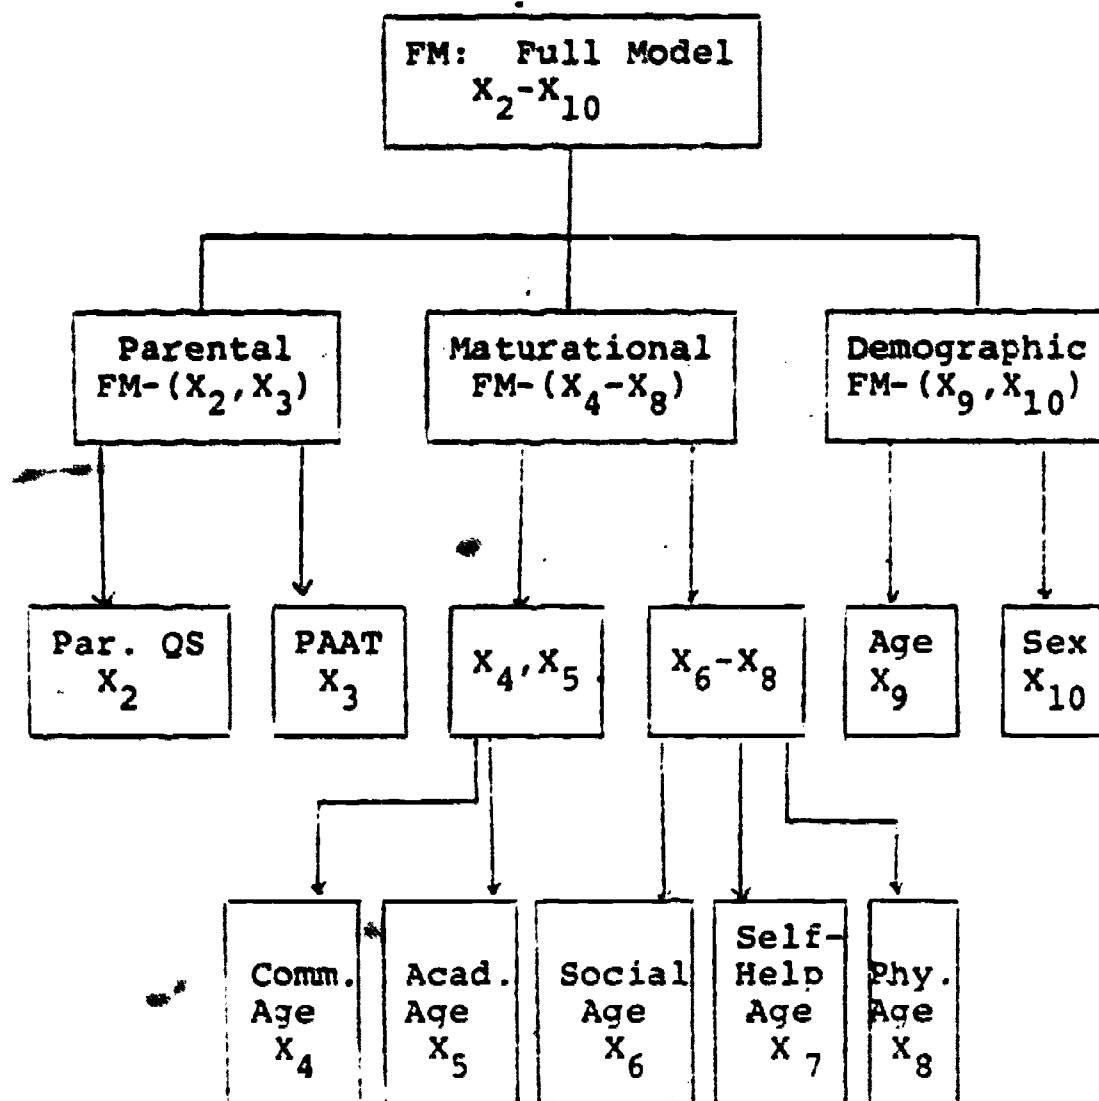 FM: Full Model
X2-X10
Parental
FM-(X2,X3)
Maturational
FM-(X4-X8)
Demographic
FM-(X9,X10)
Par. QS
X2
PAAT
X3
X4,X5
X6-X8
Age
X9
Sex
X10
Comm.
Age
X4
Acad.
Age
X5
Social
Age
X6
Self-
Help
Age
X7
Phy.
Age
X8